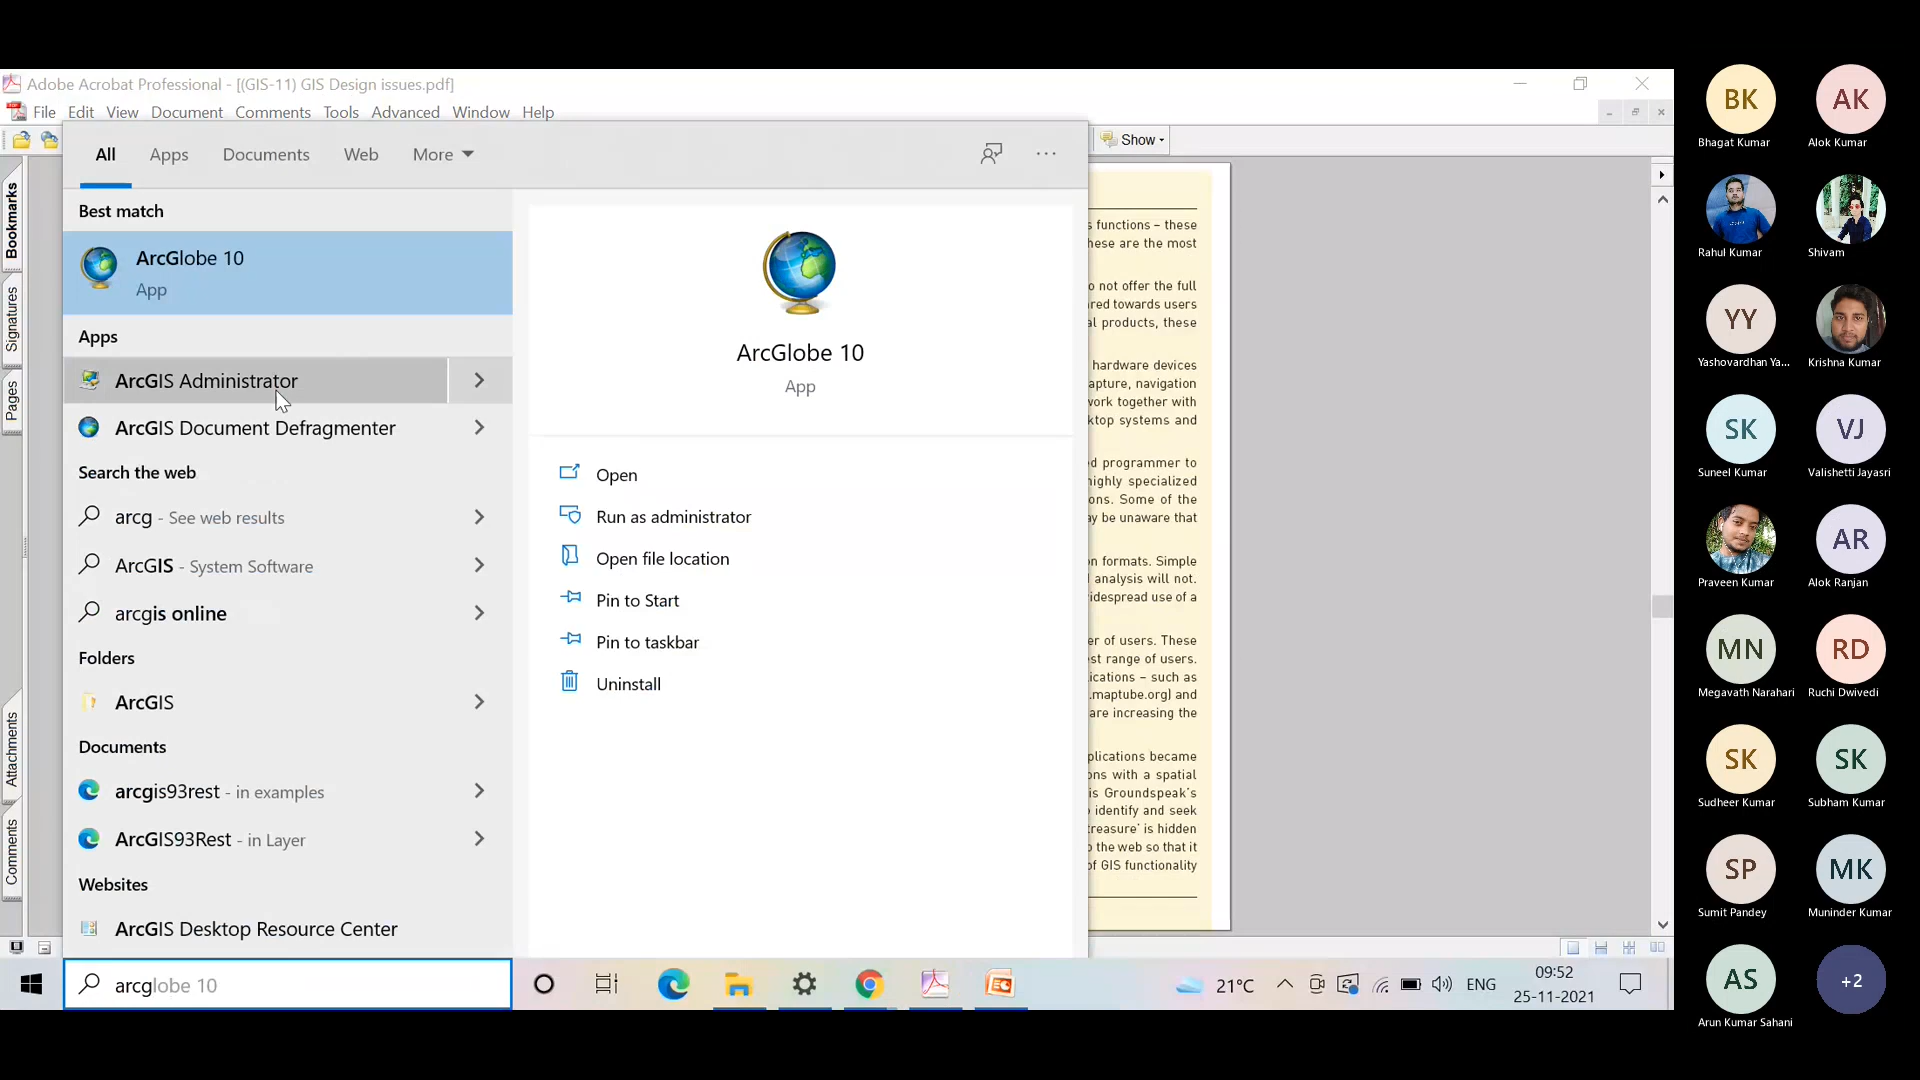 Adobe Acrobat Professional - [(GIS-11) GIS Design issues.pdf]
File Edit View Document Comments Tools Advanced Window Help
Show
All Apps Documents Web More
Best match
ArcGlobe 10
App
Apps
ArcGIS Administrator
ArcGIS Document Defragmenter
Search the web
arcg - See web results
ArcGIS - System Software
arcgis online
Folders
ArcGIS
Documents
arcgis93rest - in examples
ArcGIS93Rest - in Layer
Websites
ArcGIS Desktop Resource Center
arcglobe 10
ArcGlobe 10
App
Open
Run as administrator
Open file location
Pin to Start
Pin to taskbar
Uninstall
Bookmarks
Signatures
Pages
Attachments
Comments
functions – these
hese are the most
not offer the full
red towards users
al products, these
hardware devices
apture, navigation
work together with
ktop systems and
programmer to
highly specialized
ons. Some of the
ay be unaware that
n formats. Simple
analysis will not.
idespread use of a
er of users. These
est range of users.
ications – such as
.maptube.org) and
are increasing the
plications became
ons with a spatial
is Groundspeak's
identify and seek
treasure' is hidden
the web so that it
of GIS functionality
21°C
ENG
09:52
25-11-2021
BK AK
Bhagat Kumar Alok Kumar
Rahul Kumar Shivam
YY
Yashovardhan Ya... Krishna Kumar
SK VJ
Suneel Kumar Valishetti Jayasri
AR
Praveen Kumar Alok Ranjan
MN RD
Megavath Narahari Ruchi Dwivedi
SK SK
Sudheer Kumar Subham Kumar
SP MK
Sumit Pandey Muninder Kumar
AS +2
Arun Kumar Sahani